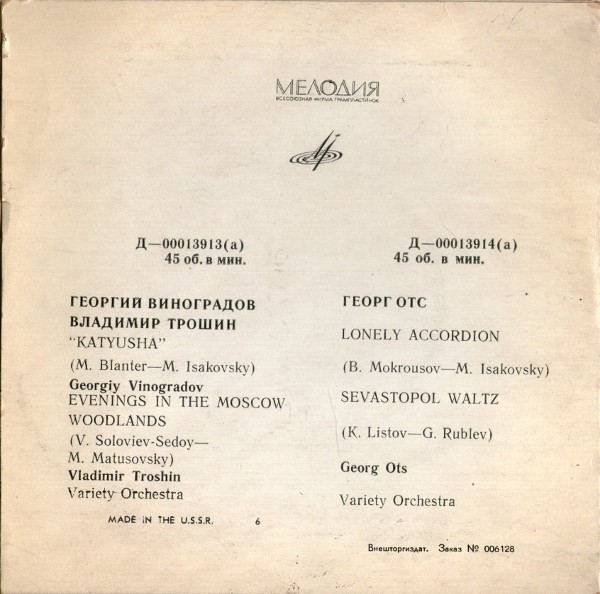 МЕЛОДИЯ
ВСЕСОЮЗНАЯ ФИРМА ГРАМПЛАСТИНОК
Д—00013913(а)
45 об. в мин.
ГЕОРГИЙ ВИНОГРАДОВ
ВЛАДИМИР ТРОШИН
"KATYUSHA"
(M. Blanter—M. Isakovsky)
Georgiy Vinogradov
EVENINGS IN THE MOSCOW
WOODLANDS
(V. Soloviev-Sedoy—
M. Matusovsky)
Vladimir Troshin
Variety Orchestra
MADE iN THE U.S.S.R. 6
Д—00013914(а)
45 об. в мин.
ГЕОРГ ОТС
LONELY ACCORDION
(B. Mokrousov—M. Isakovsky)
SEVASTOPOL WALTZ
(K. Listov—G. Rublev)
Georg Ots
Variety Orchestra
Внешторгиздат. Заказ № 006128